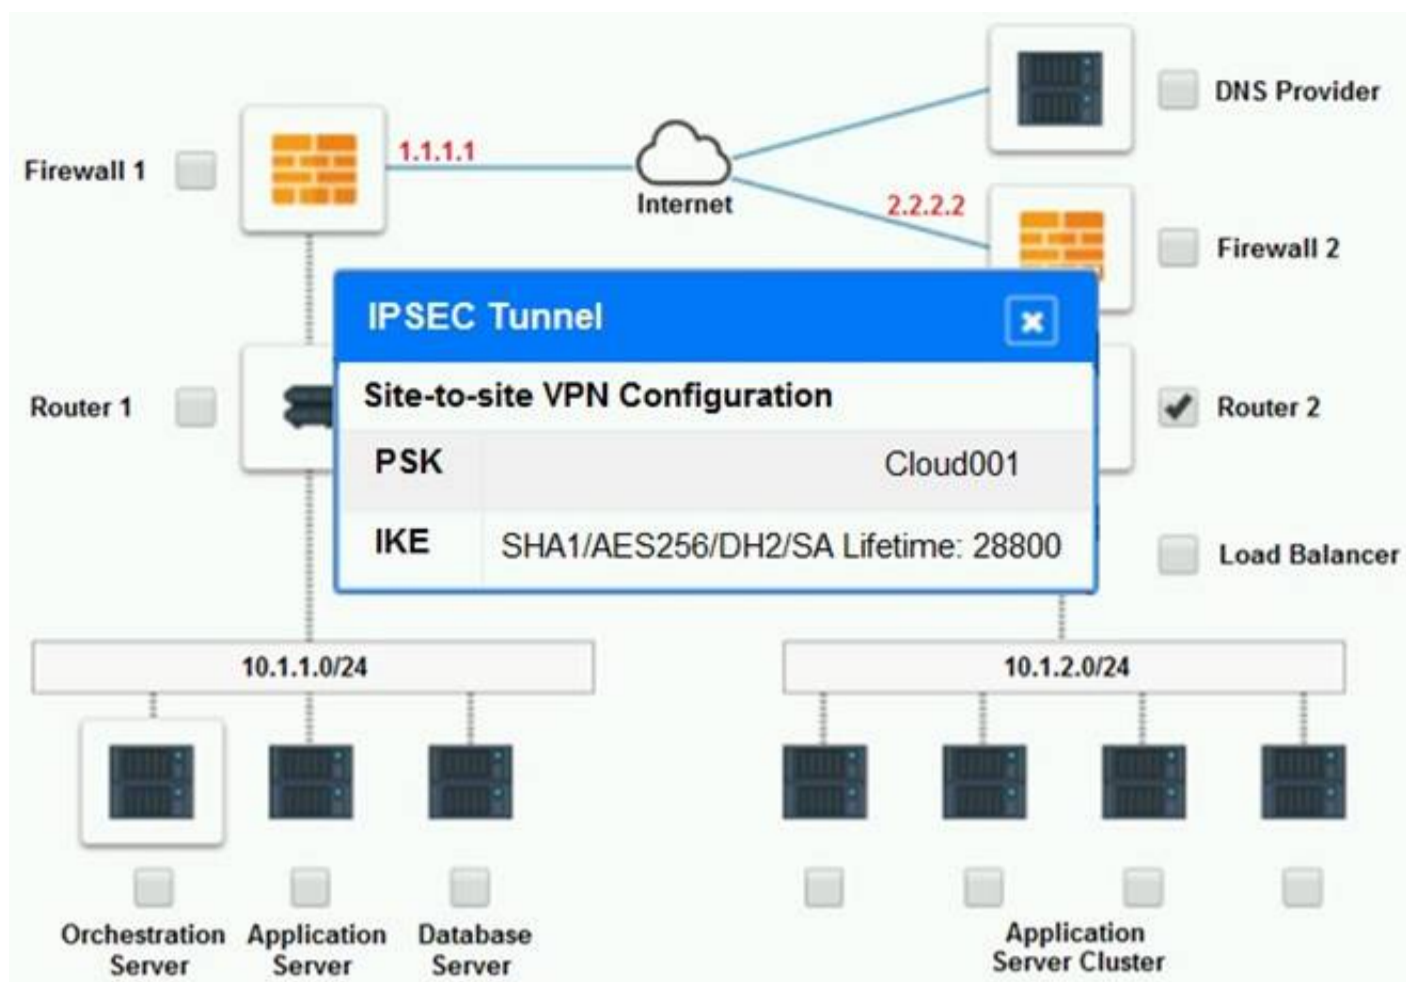 DNS Provider
1.1.1.1
Firewall 1
Internet
2.2.2.2
Firewall 2
IPSEC Tunnel
Site-to-site VPN Configuration
Router 1
Router 2
PSK Cloud001
IKE SHA1/AES256/DH2/SA Lifetime: 28800
Load Balancer
10.1.1.0/24
10.1.2.0/24
Orchestration
Server
Application
Server
Database
Server
Application
Server Cluster